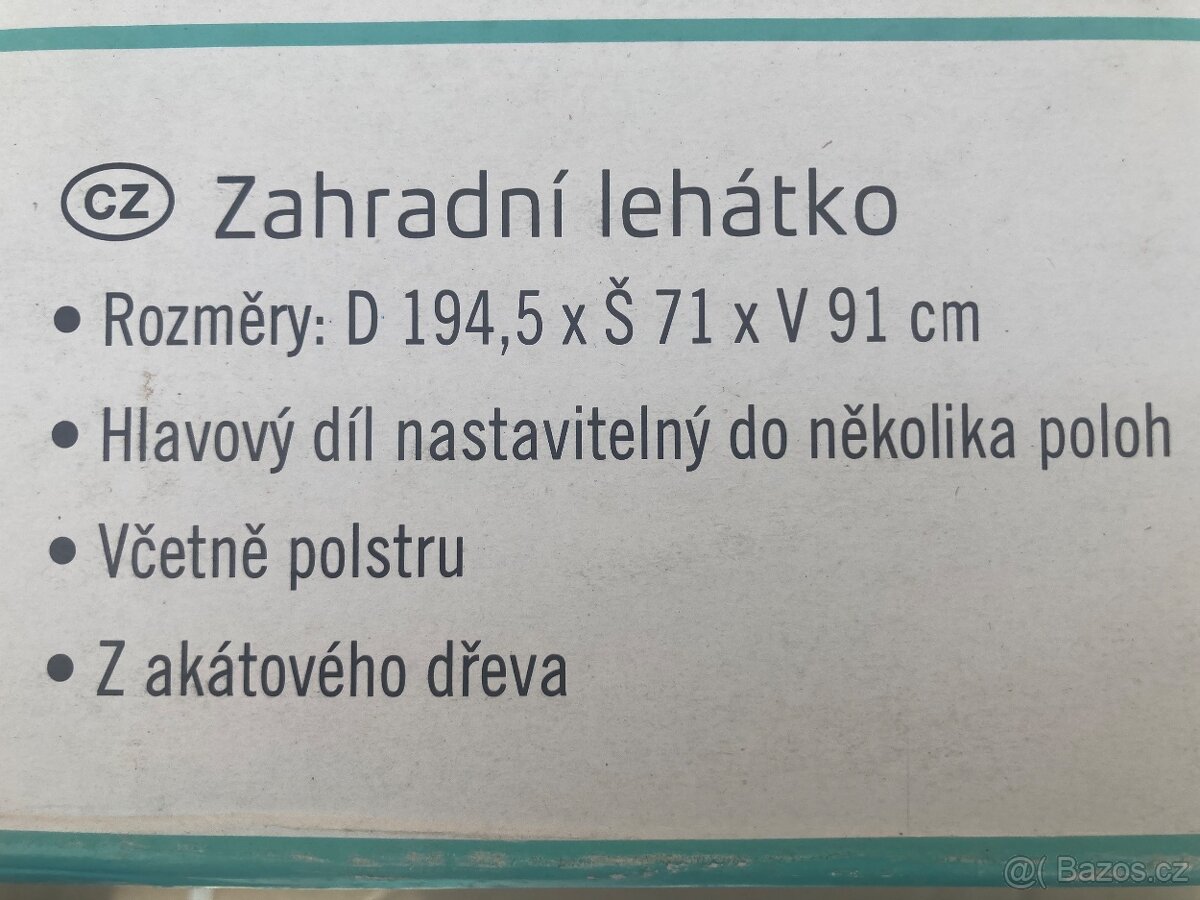 CZ Zahradní lehátko
• Rozměry: D 194,5 x Š 71 x V 91 cm
• Hlavový díl nastavitelný do několika poloh
• Včetně polstru
• Z akátového dřeva
@( Bazos.cz